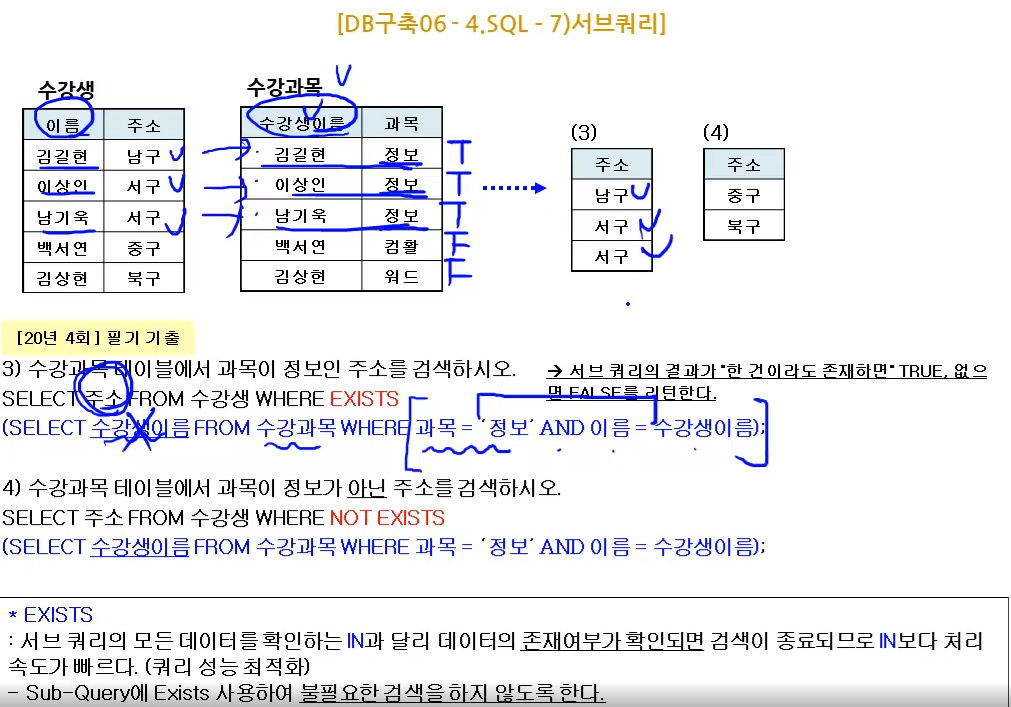 [DB구축06 - 4.SQL - 7)서브쿼리]
수강생
이름 주소
김길현 남구
이상인 서구
남기욱 서구
백서연 중구
김상현 북구
수강과목
수강생이름 과목
김길현 정보 T
이상인 정보 T
남기욱 정보 T
백서연 컴활 F
김상현 워드 F
(3)
주소
남구
서구
서구
(4)
주소
중구
북구
[20년 4회] 필기 기출
3) 수강과목 테이블에서 과목이 정보인 주소를 검색하시오.
→ 서브 쿼리의 결과가 "한 건이라도 존재하면" TRUE, 없으
면 FALSE를 리턴한다.
SELECT 주소 FROM 수강생 WHERE EXISTS
(SELECT 수강생이름 FROM 수강과목 WHERE 과목 = '정보' AND 이름 = 수강생이름);
4) 수강과목 테이블에서 과목이 정보가 아닌 주소를 검색하시오.
SELECT 주소 FROM 수강생 WHERE NOT EXISTS
(SELECT 수강생이름 FROM 수강과목 WHERE 과목 = '정보' AND 이름 = 수강생이름);
* EXISTS
: 서브 쿼리의 모든 데이터를 확인하는 IN과 달리 데이터의 존재여부가 확인되면 검색이 종료되므로 IN보다 처리
속도가 빠르다. (쿼리 성능 최적화)
- Sub-Query에 Exists 사용하여 불필요한 검색을 하지 않도록 한다.